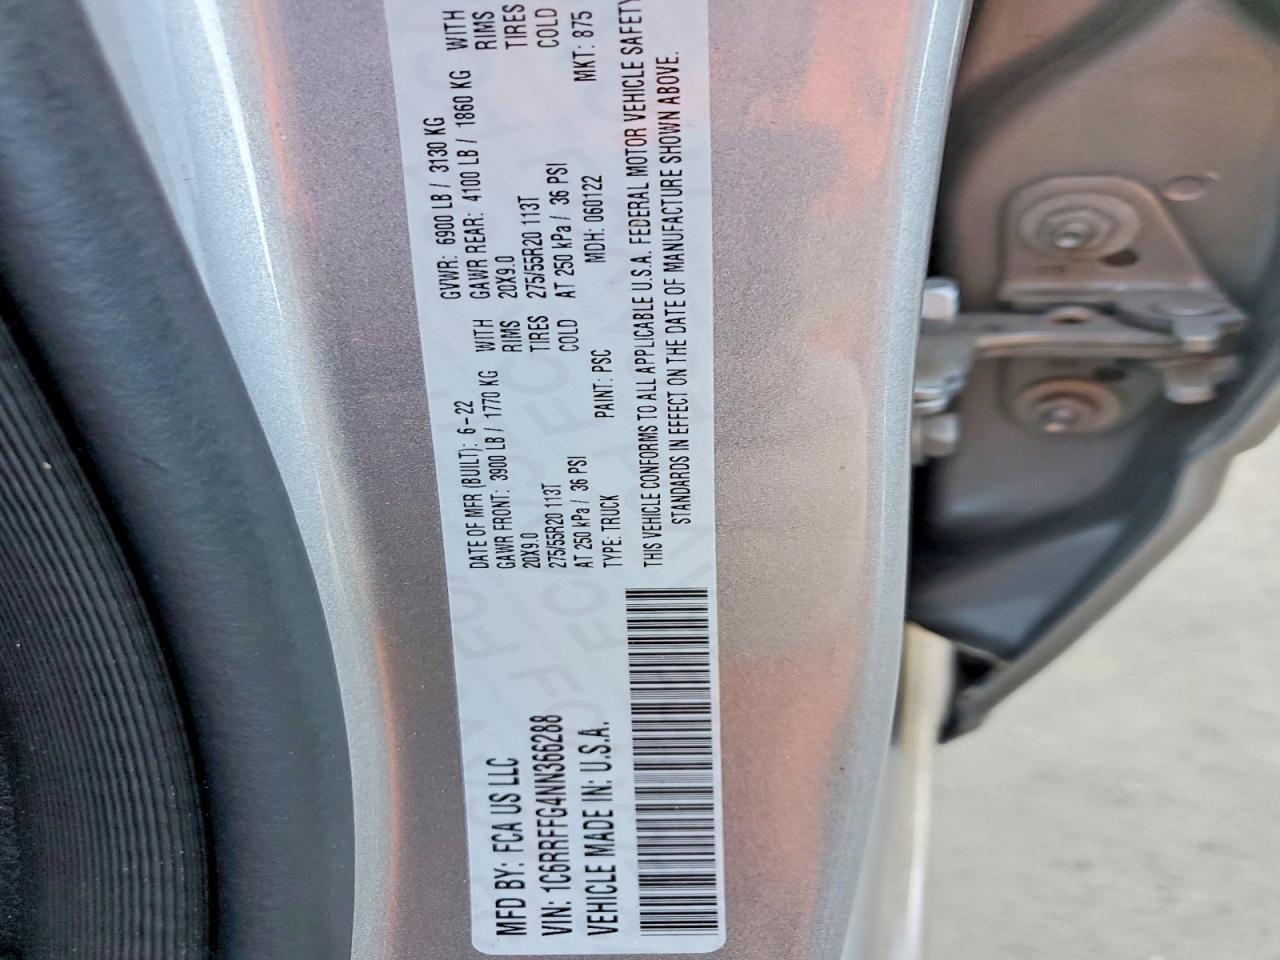 MFD BY: FCA US LLC
VIN: 1C6RRFFG4NN366288
VEHICLE MADE IN: U.S.A.
DATE OF MFR (BUILT): 6-22
GVWR: 6900 LB / 3130 KG
GAWR FRONT: 3900 LB / 1770 KG WITH
20X9.0 RIMS
275/55R20 113T TIRES
AT 250 kPa / 36 PSI COLD
GAWR REAR: 4100 LB / 1860 KG WITH
20X9.0 RIMS
275/55R20 113T TIRES
AT 250 kPa / 36 PSI COLD
TYPE: TRUCK PAINT: PSC MDH: 060122 MKT: 875
THIS VEHICLE CONFORMS TO ALL APPLICABLE U.S.A. FEDERAL MOTOR VEHICLE SAFETY
STANDARDS IN EFFECT ON THE DATE OF MANUFACTURE SHOWN ABOVE.